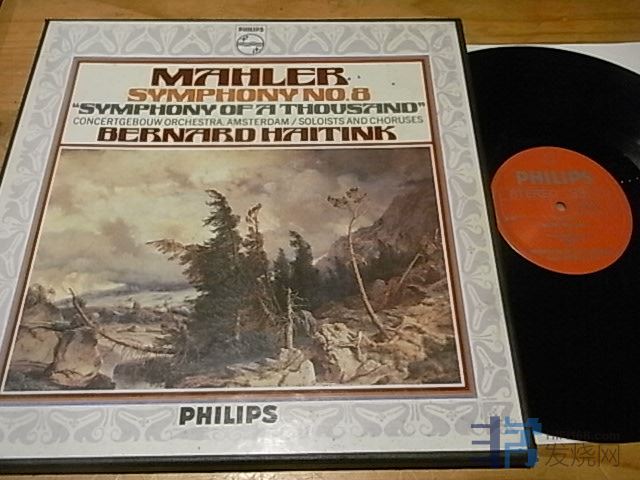 PHILIPS
MAHLER
SYMPHONY NO.8
"SYMPHONY OF A THOUSAND"
CONCERTGEBOUW ORCHESTRA, AMSTERDAM / SOLOISTS AND CHORUSES
BERNARD HAITINK
PHILIPS
PHILIPS
STEREO
发烧网